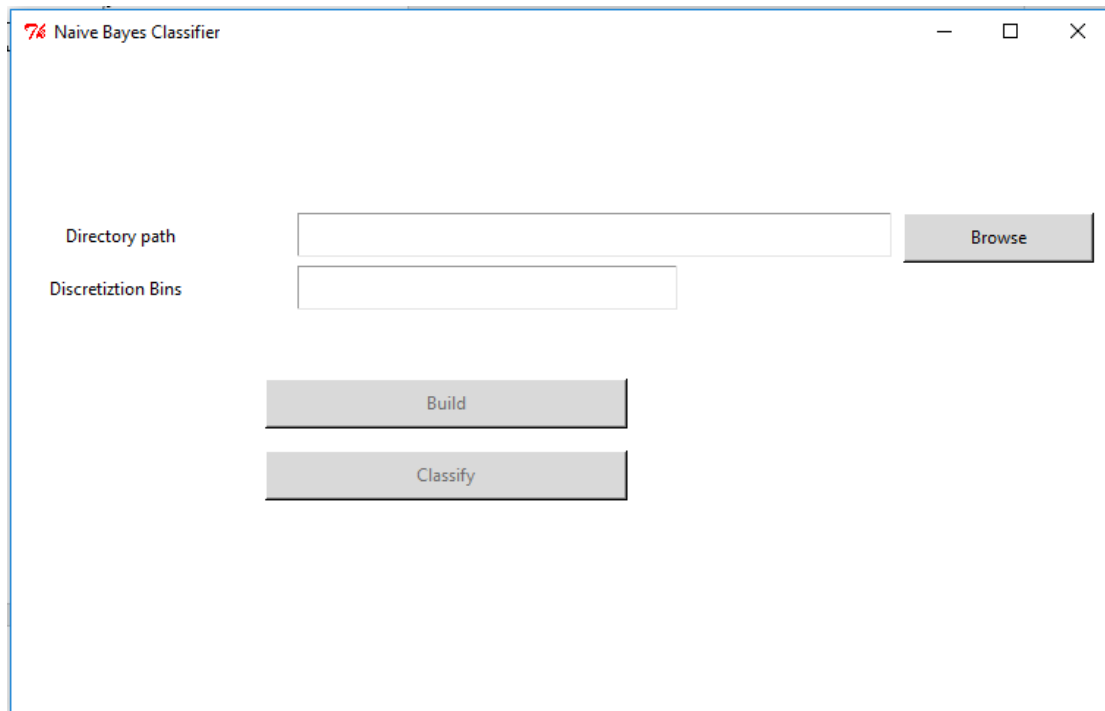 Naive Bayes Classifier
Directory path
Browse
Discretiztion Bins
Build
Classify